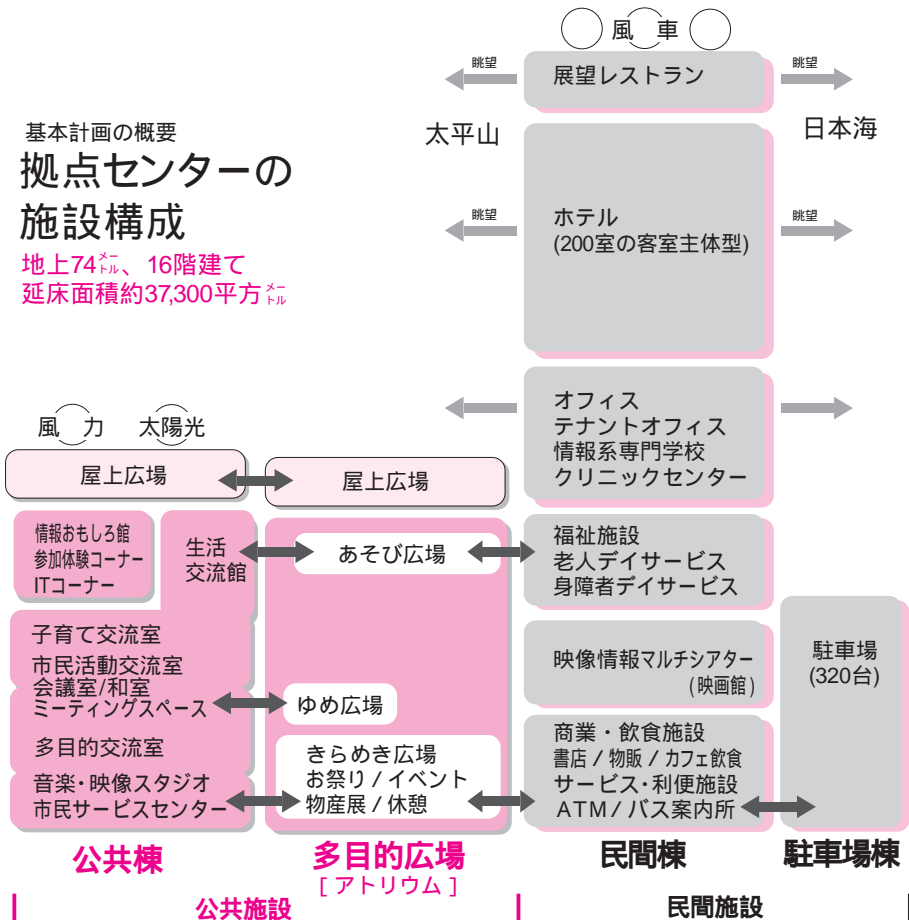 風 車
眺望
展望レストラン
眺望
太平山
日本海
基本計画の概要
拠点センターの
施設構成
地上74メートル、16階建て
延床面積約37,300平方メートル
眺望
ホテル
(200室の客室主体型)
眺望
オフィス
テナントオフィス
情報系専門学校
クリニックセンター
風 力 太陽光
屋上広場
屋上広場
情報おもしろ館
参加体験コーナー
ITコーナー
生活
交流館
あそび広場
福祉施設
老人デイサービス
身障者デイサービス
子育て交流室
市民活動交流室
会議室/和室
ミーティングスペース
ゆめ広場
映像情報マルチシアター
(映画館)
駐車場
(320台)
多目的交流室
音楽・映像スタジオ
市民サービスセンター
きらめき広場
お祭り / イベント
物産展 / 休憩
商業・飲食施設
書店 / 物販 / カフェ飲食
サービス・利便施設
ATM / バス案内所
公共棟
多目的広場
[ アトリウム ]
民間棟
駐車場棟
公共施設
民間施設